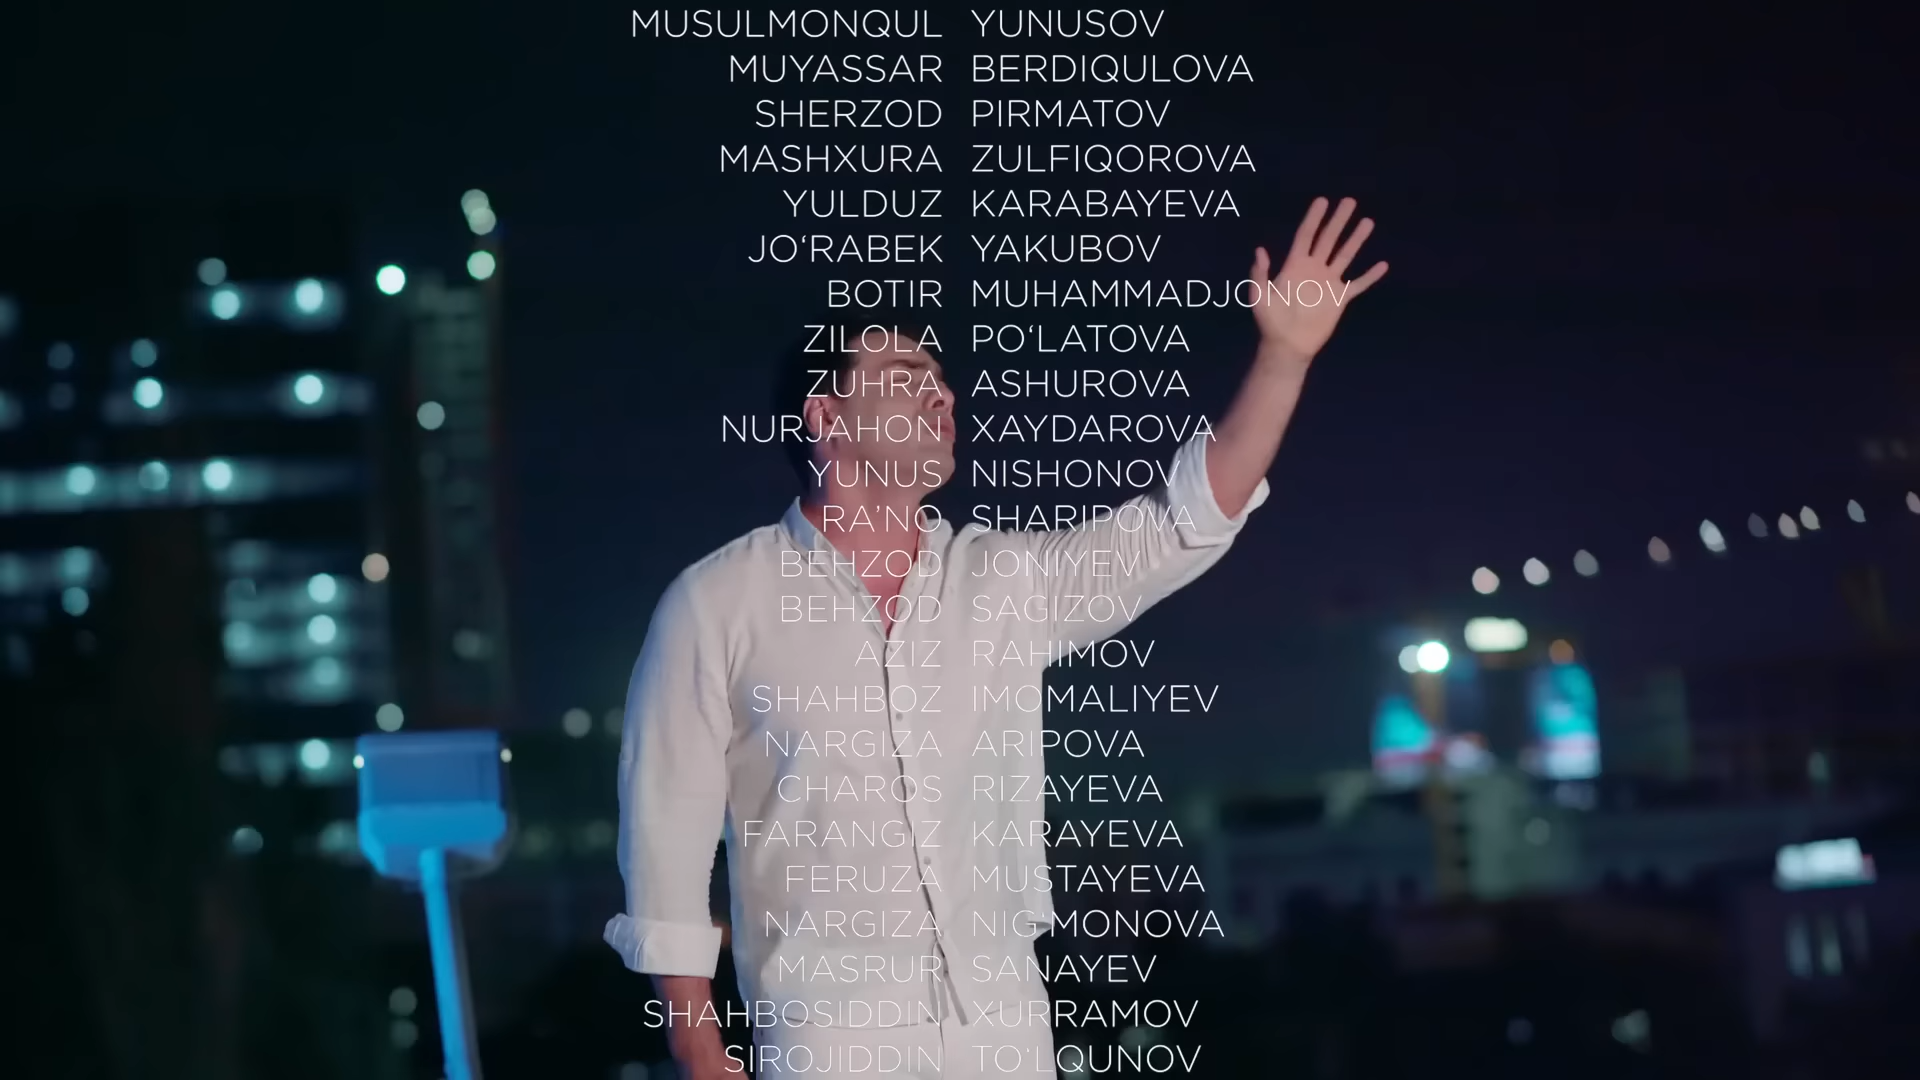 MUSULMONQUL YUNUSOV
MUYASSAR BERDIQULOVA
SHERZOD PIRMATOV
MASHXURA ZULFIQOROVA
YULDUZ KARABAYEVA
JO‘RABEK YAKUBOV
BOTIR MUHAMMADJONOV
ZILOLA PO‘LATOVA
ZUHRA ASHUROVA
NURJAHON XAYDAROVA
YUNUS NISHONOV
RA’NO SHARIPOVA
BEHZOD JONIYEV
BEHZOD SAGIZOV
AZIZ RAHIMOV
SHAHBOZ IMOMALIYEV
NARGIZA ARIPOVA
CHAROS RIZAYEVA
FARANGIZ KARAYEVA
FERUZA MUSTAYEVA
NARGIZA NIG‘MONOVA
MASRUR SANAYEV
SHAHBOSIDDIN XURRAMOV
SIROJIDDIN TO‘LQUNOV